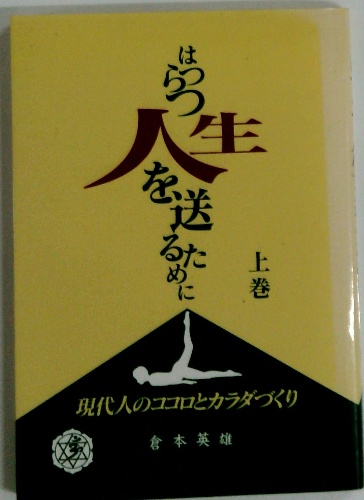 はつらつ
人生
を送るために
上巻
現代人のココロとカラダづくり
倉本英雄